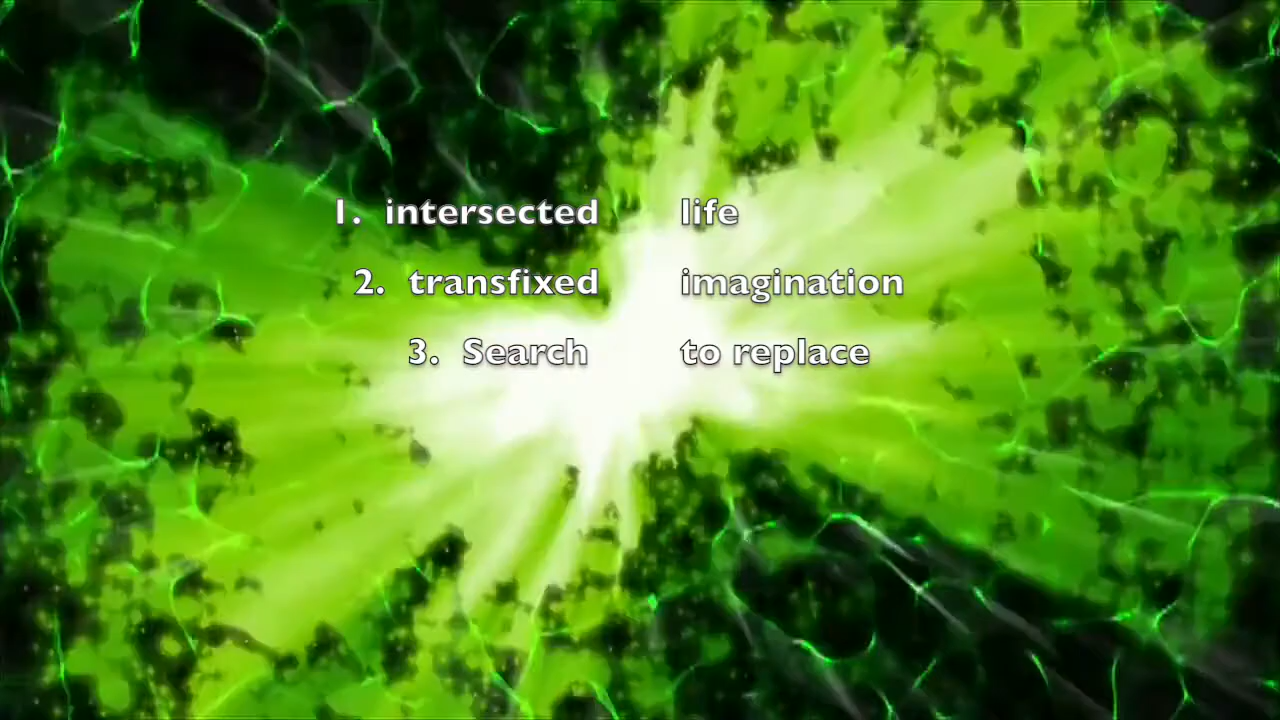 1. intersected life
2. transfixed imagination
3. Search to replace